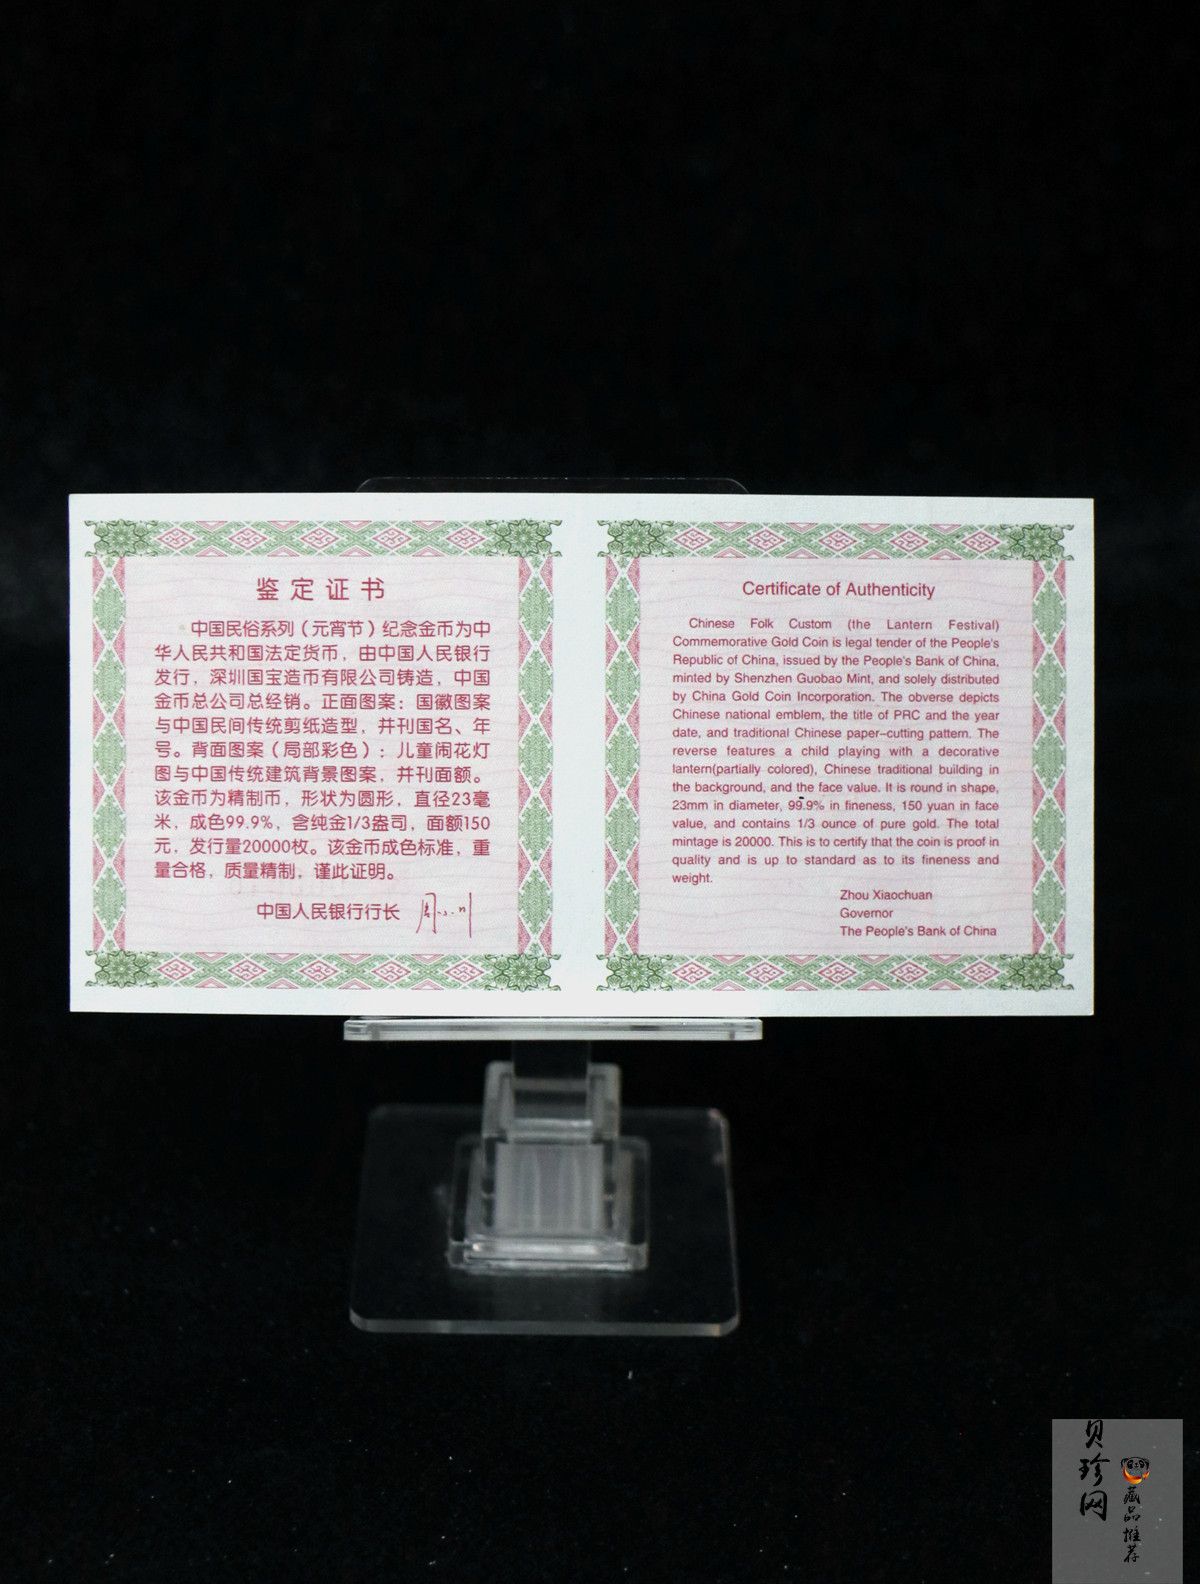 鉴定证书
中国民俗系列（元宵节）纪念金币为中
华人民共和国法定货币，由中国人民银行
发行，深圳国宝造币有限公司铸造，中国
金币总公司总经销。正面图案：国徽图案
与中国民间传统剪纸造型，并刊国名、年
号。背面图案（局部彩色）：儿童闹花灯
图与中国传统建筑背景图案，并刊面额。
该金币为精制币，形状为圆形，直径23毫
米，成色99.9%，含纯金1/3盎司，面额150
元，发行量20000枚。该金币成色标准，重
量合格，质量精制，谨此证明。
中国人民银行行长 周小川
Certificate of Authenticity
Chinese Folk Custom (the Lantern Festival)
Commemorative Gold Coin is legal tender of the People's
Republic of China, issued by the People's Bank of China,
minted by Shenzhen Guobao Mint, and solely distributed
by China Gold Coin Incorporation. The obverse depicts
Chinese national emblem, the title of PRC and the year
date, and traditional Chinese paper-cutting pattern. The
reverse features a child playing with a decorative
lantern(partially colored), Chinese traditional building in
the background, and the face value. It is round in shape,
23mm in diameter, 99.9% in fineness, 150 yuan in face
value, and contains 1/3 ounce of pure gold. The total
mintage is 20000. This is to certify that the coin is proof in
quality and is up to standard as to its fineness and
weight.
Zhou Xiaochuan
Governor
The People's Bank of China
贝珍网
藏品推荐